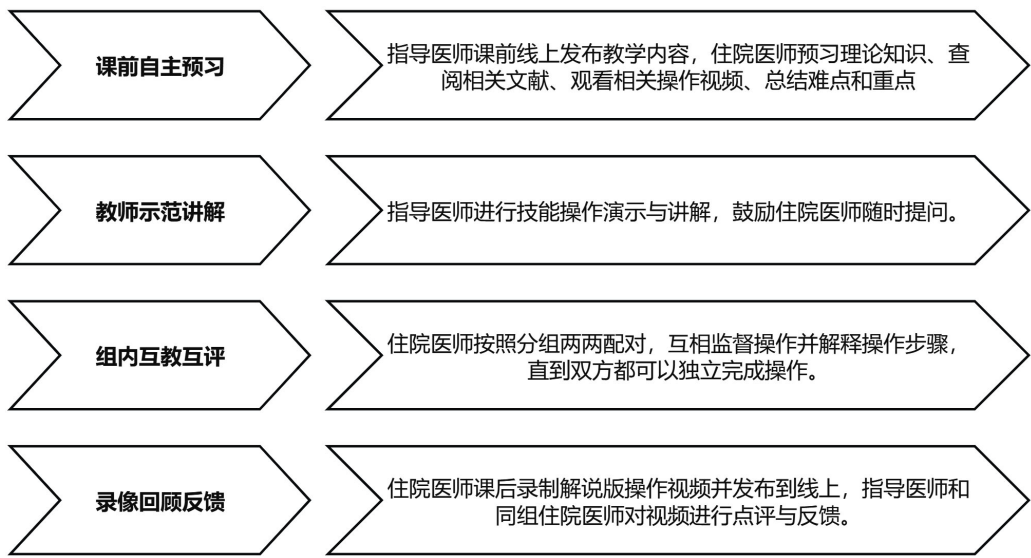 课前自主预习
指导医师课前线上发布教学内容，住院医师预习理论知识、查
阅相关文献、观看相关操作视频、总结难点和重点
教师示范讲解
指导医师进行技能操作演示与讲解，鼓励住院医师随时提问。
组内互教互评
住院医师按照分组两两配对，互相监督操作并解释操作步骤，
直到双方都可以独立完成操作。
录像回顾反馈
住院医师课后录制解说版操作视频并发布到线上，指导医师和
同组住院医师对视频进行点评与反馈。